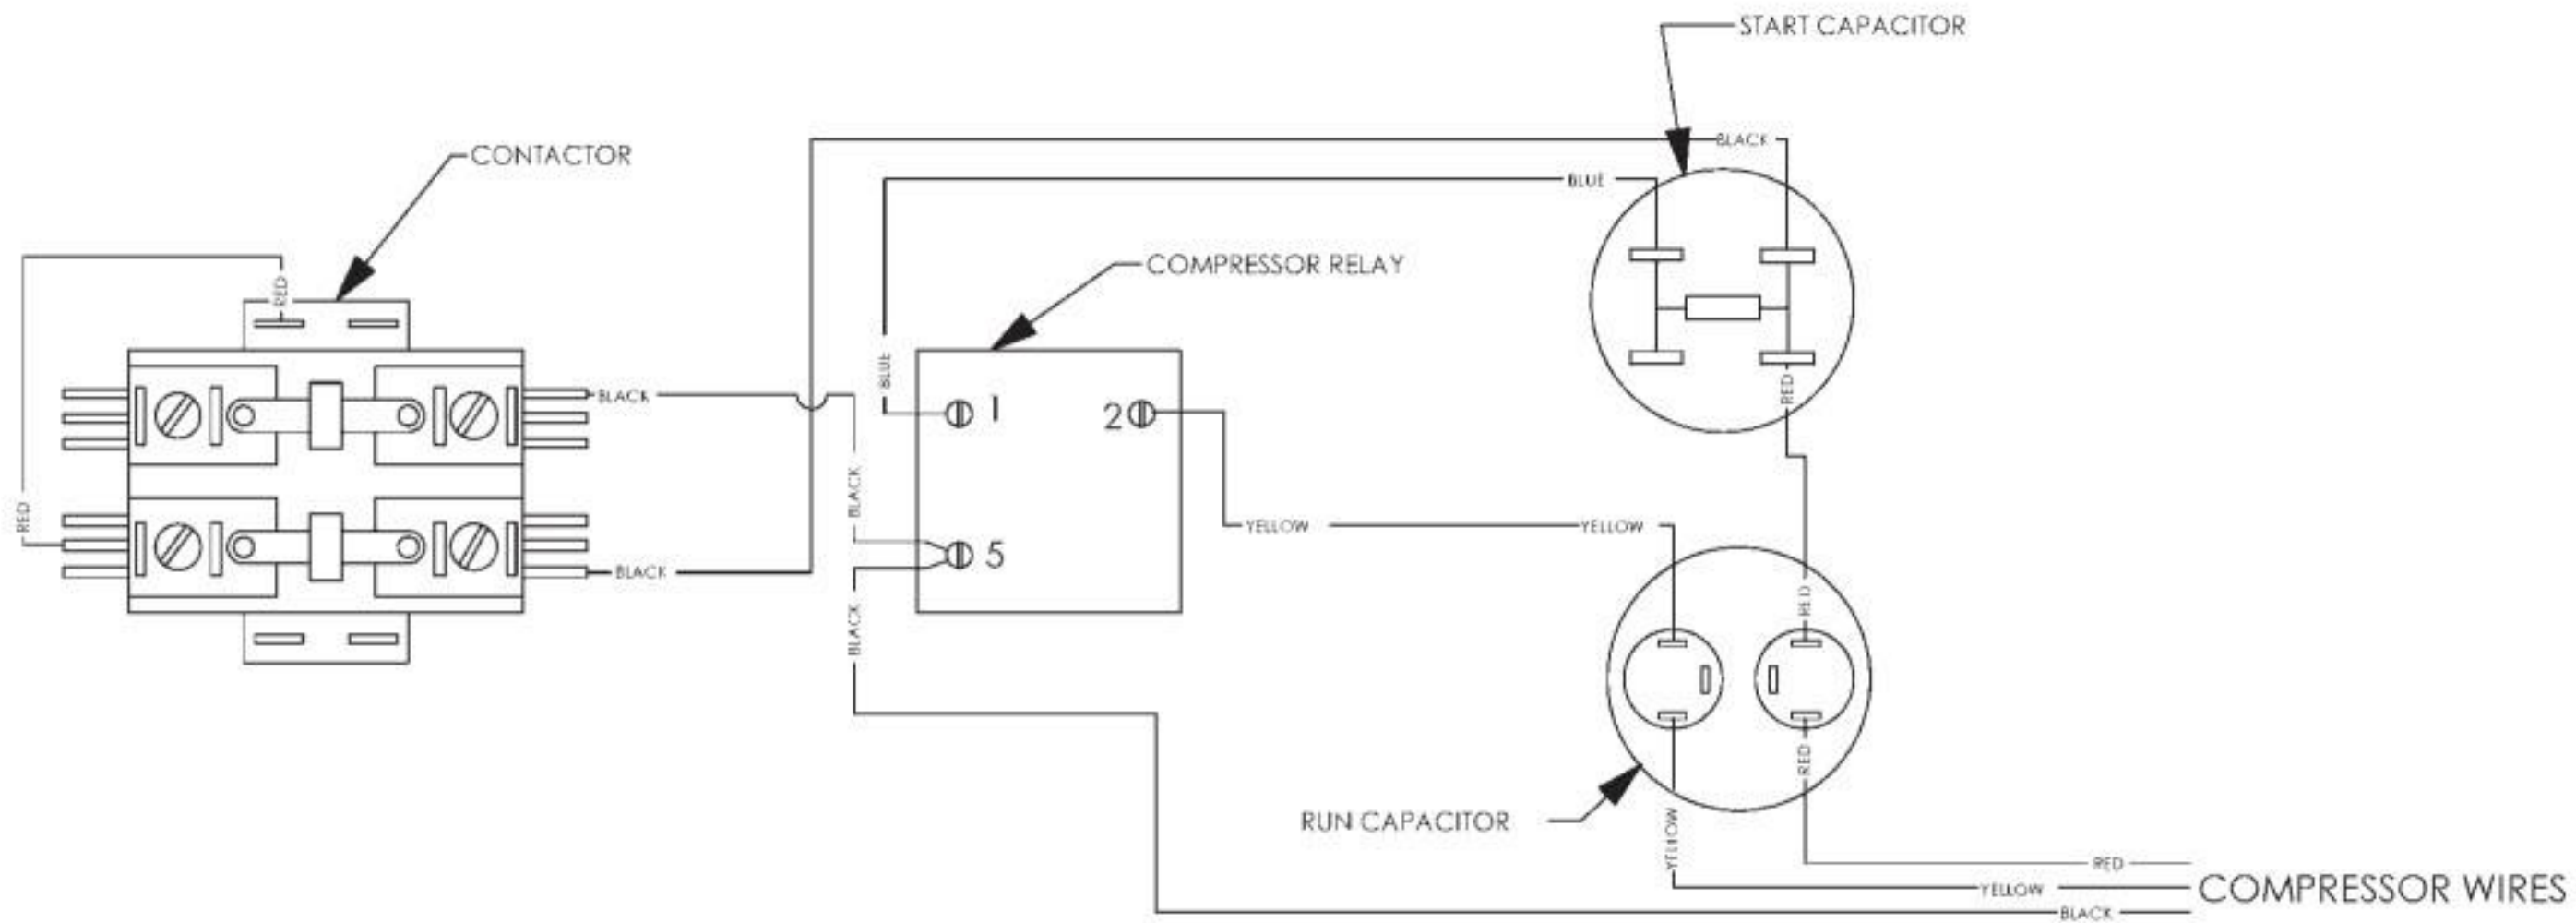 START CAPACITOR
BLACK
CONTACTOR
BLUE
COMPRESSOR RELAY
RED
BLUE
RED
BLACK
1
2
BLACK
RED
YELLOW
YELLOW
5
BLACK
RED
BLACK
RED
RUN CAPACITOR
YELLOW
RED
YELLOW
COMPRESSOR WIRES
BLACK